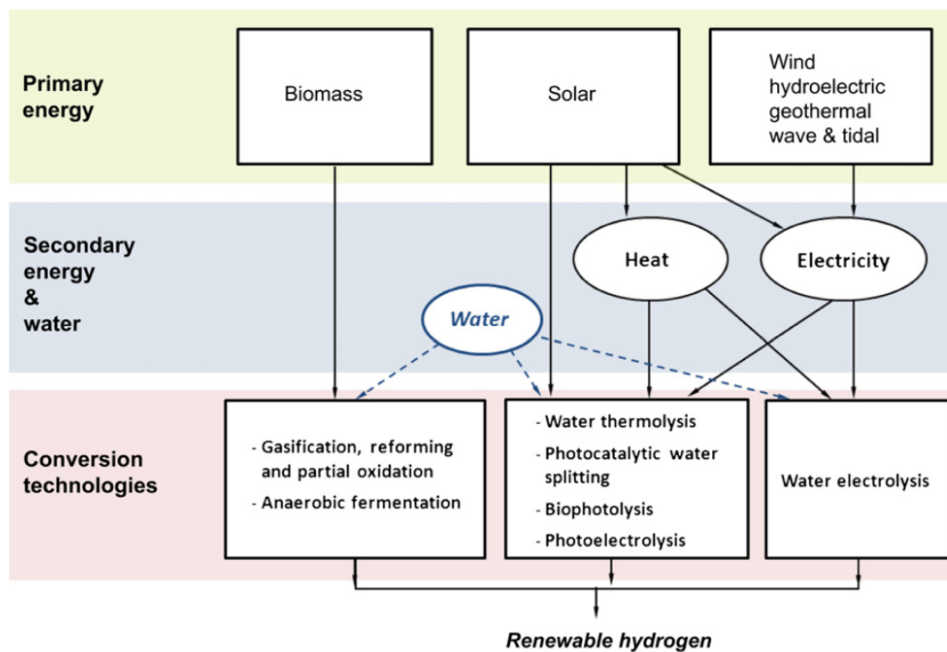 Primary
energy
Biomass
Solar
Wind
hydroelectric
geothermal
wave & tidal
Secondary
energy
&
water
Heat
Electricity
Water
Conversion
technologies
- Gasification, reforming
and partial oxidation
- Anaerobic fermentation
- Water thermolysis
- Photocatalytic water
splitting
- Biophotolysis
- Photoelectrolysis
Water electrolysis
Renewable hydrogen